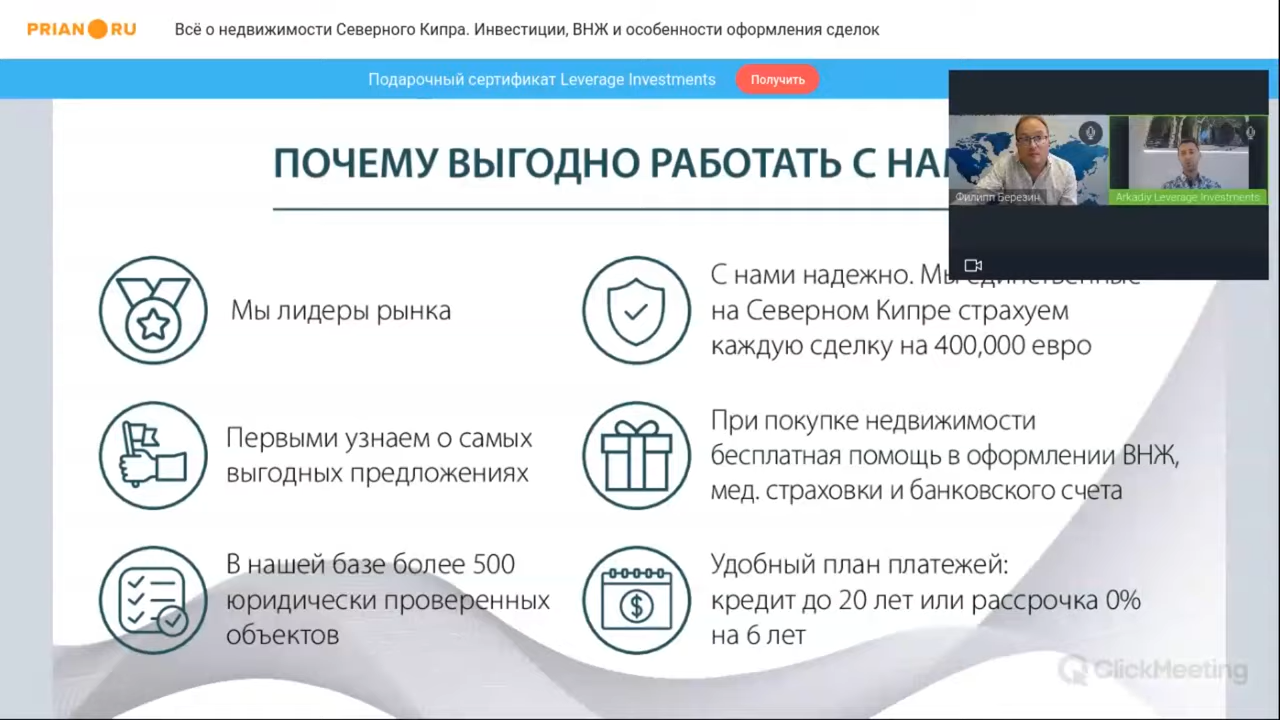 PRIAN RU
Всё о недвижимости Северного Кипра. Инвестиции, ВНЖ и особенности оформления сделок
Подарочный сертификат Leverage Investments
Получить
ПОЧЕМУ ВЫГОДНО РАБОТАТЬ С
Филипп Березин
Arkadiy Leverage Investments
Мы лидеры рынка
С нами надежно. Мы единственные
на Северном Кипре страхуем
каждую сделку на 400,000 евро
Первыми узнаем о самых
выгодных предложениях
При покупке недвижимости
бесплатная помощь в оформлении ВНЖ,
мед. страховки и банковского счета
В нашей базе более 500
юридически проверенных
объектов
Удобный план платежей:
кредит до 20 лет или рассрочка 0%
на 6 лет
ClickMeeting